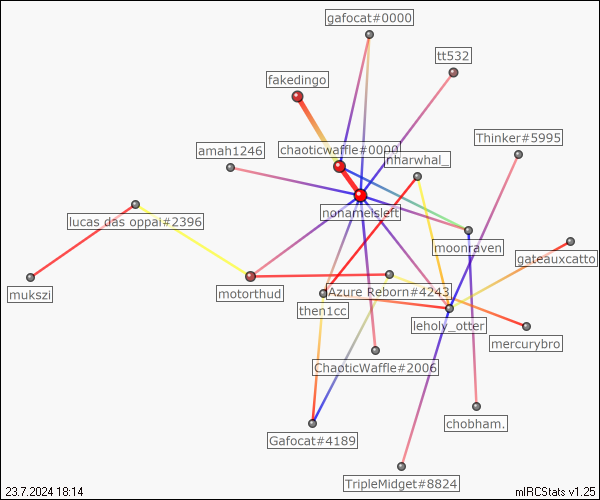 gafocat#0000
tt532
fakedingo
Thinker#5995
chaoticwaffle#0000
amah1246
nharwhal_
nonameisleft
lucas das oppai#2396
moonraven
gateauxcatto
mukszi
motorthud
Azure Reborn#4243
then1cc
leholy_otter
mercurybro
ChaoticWaffle#2006
chobham.
Gafocat#4189
TripleMidget#8824
23.7.2024 18:14
mIRCStats v1.25